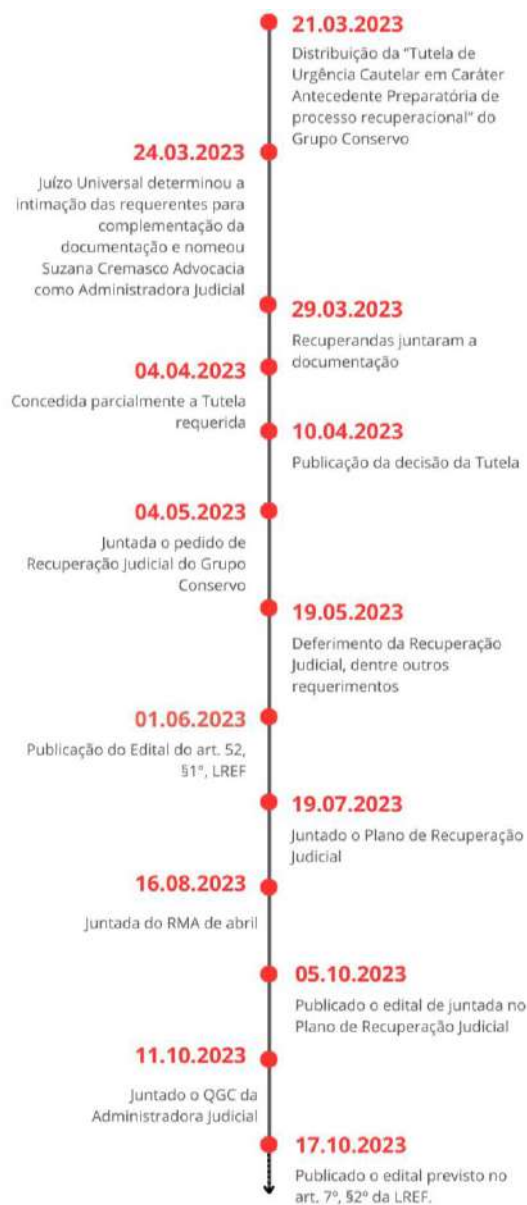 21.03.2023
Distribuição da "Tutela de
Urgência Cautelar em Caráter
Antecedente Preparatória de
processo recuperacional" do
Grupo Conservo
24.03.2023
Juízo Universal determinou a
intimação das requerentes para
complementação da
documentação e nomeou
Suzana Cremasco Advocacia
como Administradora Judicial
29.03.2023
Recuperandas juntaram a
documentação
04.04.2023
Concedida parcialmente a Tutela
requerida
10.04.2023
Publicação da decisão da Tutela
04.05.2023
Juntada o pedido de
Recuperação Judicial do Grupo
Conservo
19.05.2023
Deferimento da Recuperação
Judicial, dentre outros
requerimentos
01.06.2023
Publicação do Edital do art. 52,
§1º, LREF
19.07.2023
Juntado o Plano de Recuperação
Judicial
16.08.2023
Juntada do RMA de abril
05.10.2023
Publicado o edital de juntada no
Plano de Recuperação Judicial
11.10.2023
Juntado o QGC da
Administradora Judicial
17.10.2023
Publicado o edital previsto no
art. 7º, §2º da LREF.